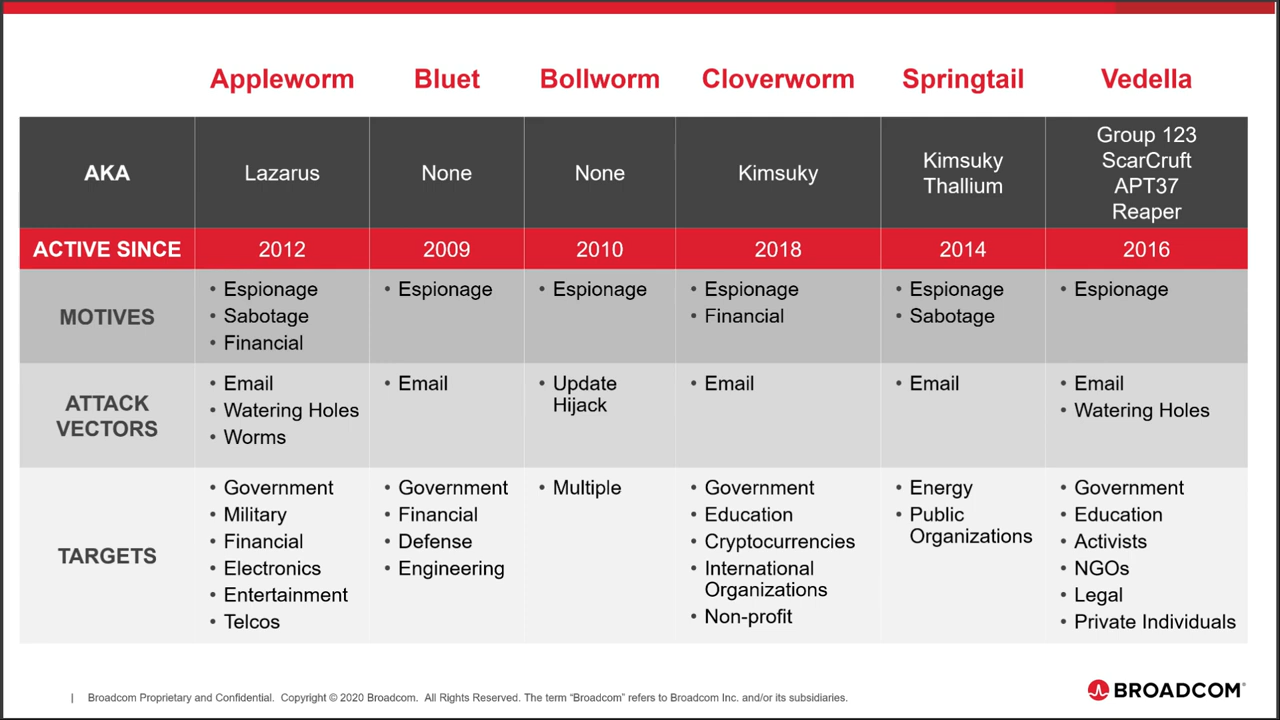 Appleworm Bluet Bollworm Cloverworm Springtail Vedella
AKA
Lazarus
None
None
Kimsuky
Kimsuky
Thallium
Group 123
ScarCruft
APT37
Reaper
ACTIVE SINCE 2012 2009 2010 2018 2014 2016
MOTIVES
• Espionage
• Sabotage
• Financial
• Espionage
• Espionage
• Espionage
• Financial
• Espionage
• Sabotage
• Espionage
ATTACK
VECTORS
• Email
• Watering Holes
• Worms
• Email
• Update
Hijack
• Email
• Email
• Email
• Watering Holes
TARGETS
• Government
• Military
• Financial
• Electronics
• Entertainment
• Telcos
• Government
• Financial
• Defense
• Engineering
• Multiple
• Government
• Education
• Cryptocurrencies
• International
Organizations
• Non-profit
• Energy
• Public
Organizations
• Government
• Education
• Activists
• NGOs
• Legal
• Private Individuals
| Broadcom Proprietary and Confidential. Copyright © 2020 Broadcom. All Rights Reserved. The term “Broadcom” refers to Broadcom Inc. and/or its subsidiaries.
BROADCOM®